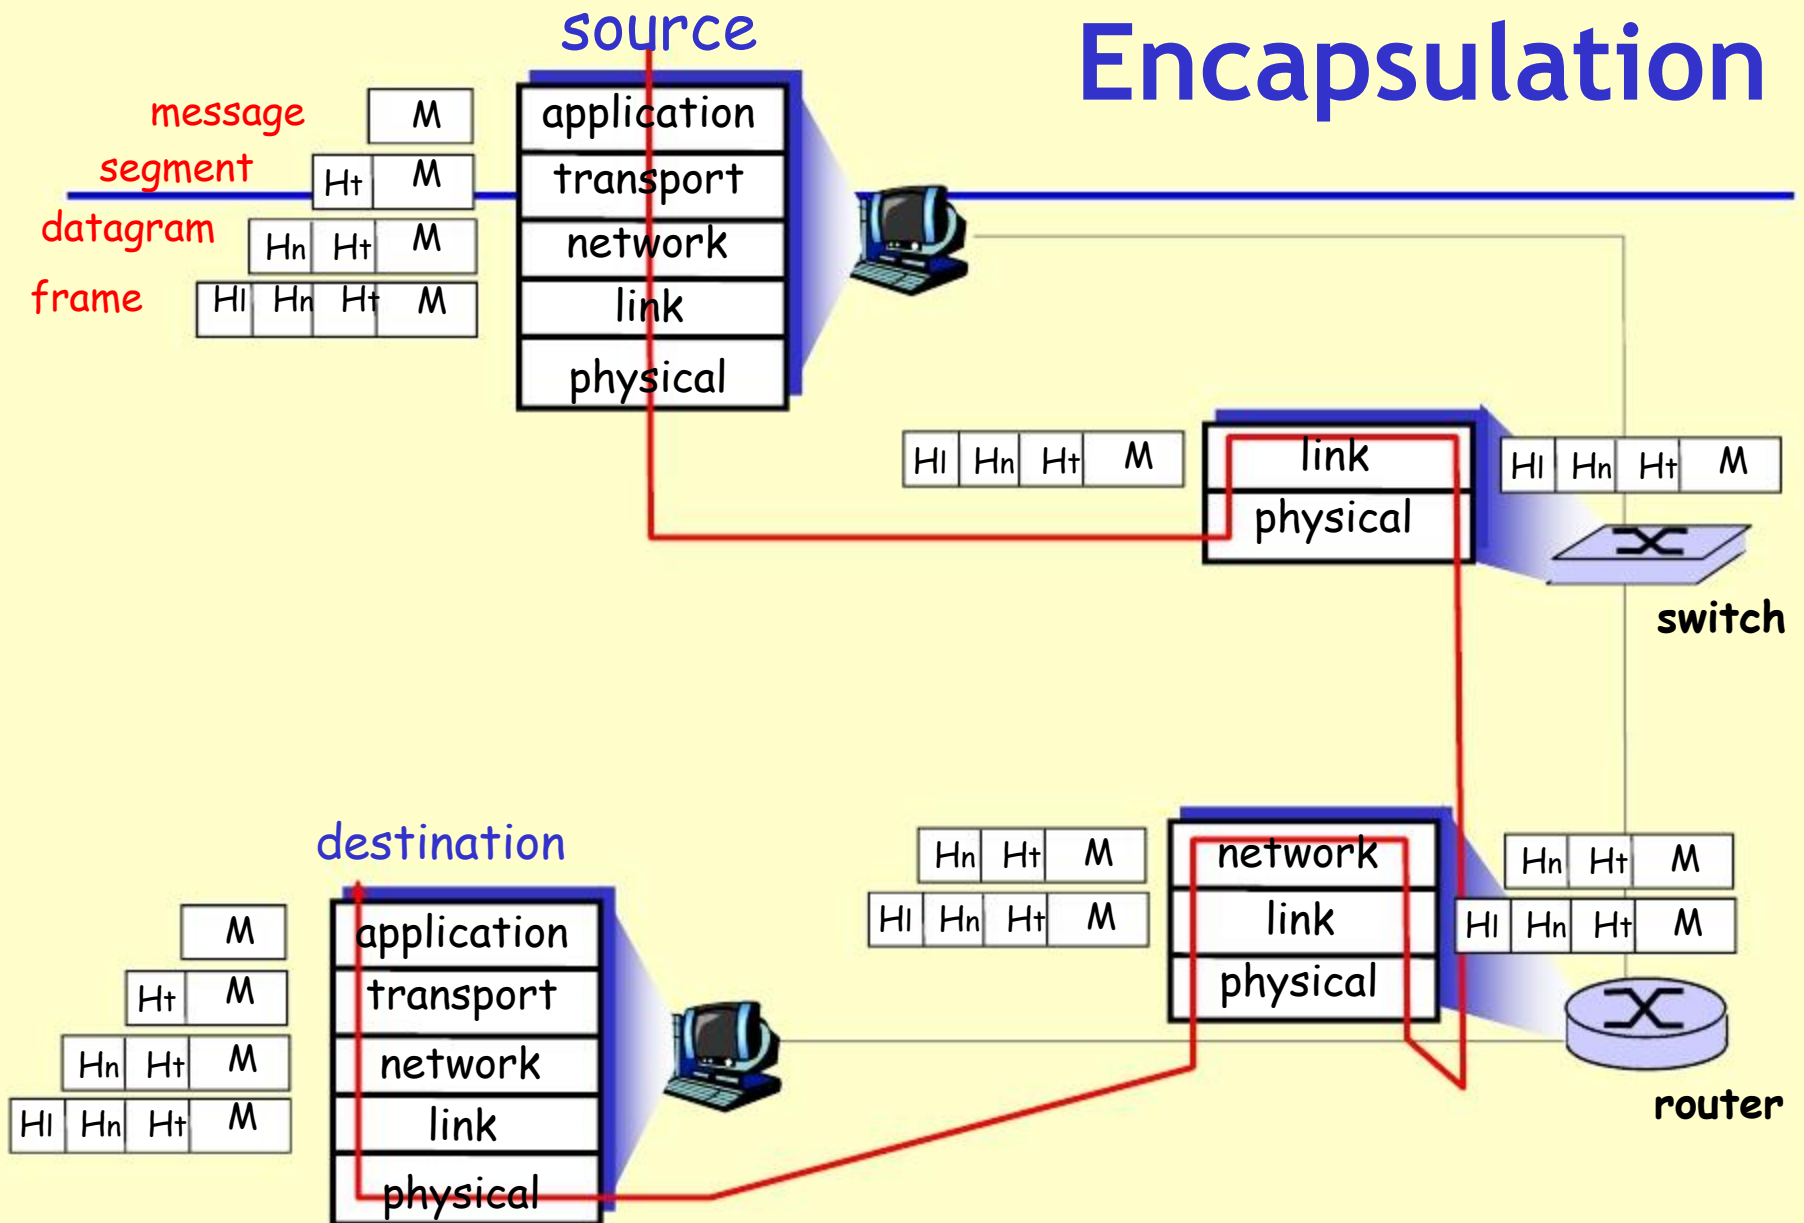 source
Encapsulation
message M application
segment Ht M transport
datagram Hn Ht M network
frame Hl Hn Ht M link
physical
Hl Hn Ht M link Hl Hn Ht M
physical
switch
destination
Hn Ht M network Hn Ht M
Hl Hn Ht M link Hl Hn Ht M
physical
router
M application
Ht M transport
Hn Ht M network
Hl Hn Ht M link
physical